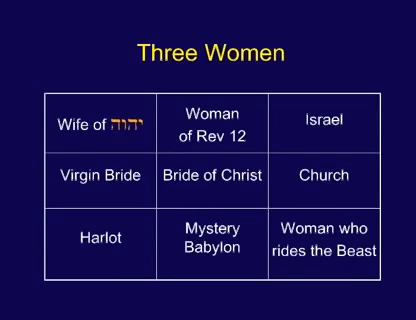 Three Women
Wife of יהוה
Woman
of Rev 12
Israel
Virgin Bride
Bride of Christ
Church
Harlot
Mystery
Babylon
Woman who
rides the Beast